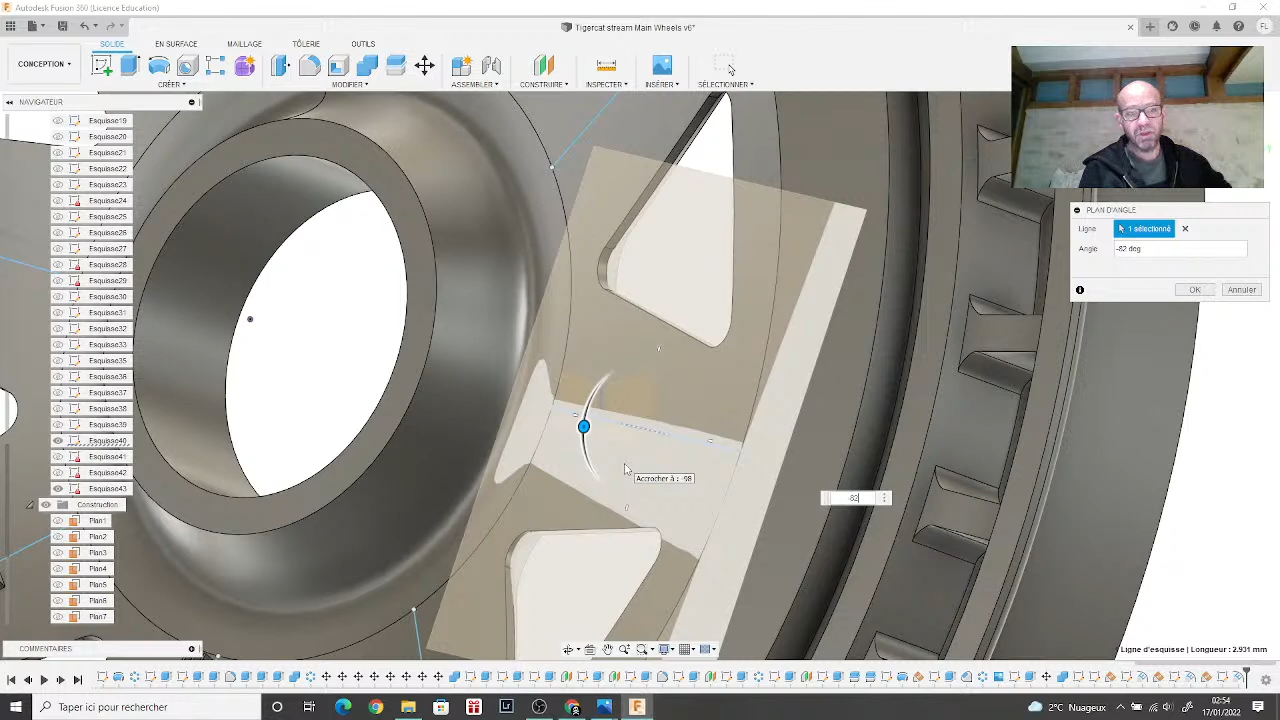 Autodesk Fusion 360 (Licence Education)
Tigercat stream Main Wheels v6*
FL
SOLIDE EN SURFACE MAILLAGE TÔLERIE OUTILS
CONCEPTION
CRÉER MODIFIER ASSEMBLER CONSTRUIRE INSPECTER INSÉRER SÉLECTIONNER
NAVIGATEUR
Esquisse19
Esquisse20
Esquisse21
Esquisse22
Esquisse23
Esquisse24
Esquisse25
Esquisse26
Esquisse27
Esquisse28
Esquisse29
Esquisse30
Esquisse31
Esquisse32
Esquisse33
Esquisse35
Esquisse36
Esquisse37
Esquisse38
Esquisse39
Esquisse40
Esquisse41
Esquisse42
Esquisse43
Construction
Plan1
Plan2
Plan3
Plan4
Plan5
Plan6
Plan7
PLAN D'ANGLE
Ligne 1 sélectionné
Angle -82 deg
OK Annuler
Accrocher à : -98
-82
COMMENTAIRES
Ligne d'esquisse | Longueur : 2.931 mm
Taper ici pour rechercher
2°C Nuageux
02:54
17/01/2022